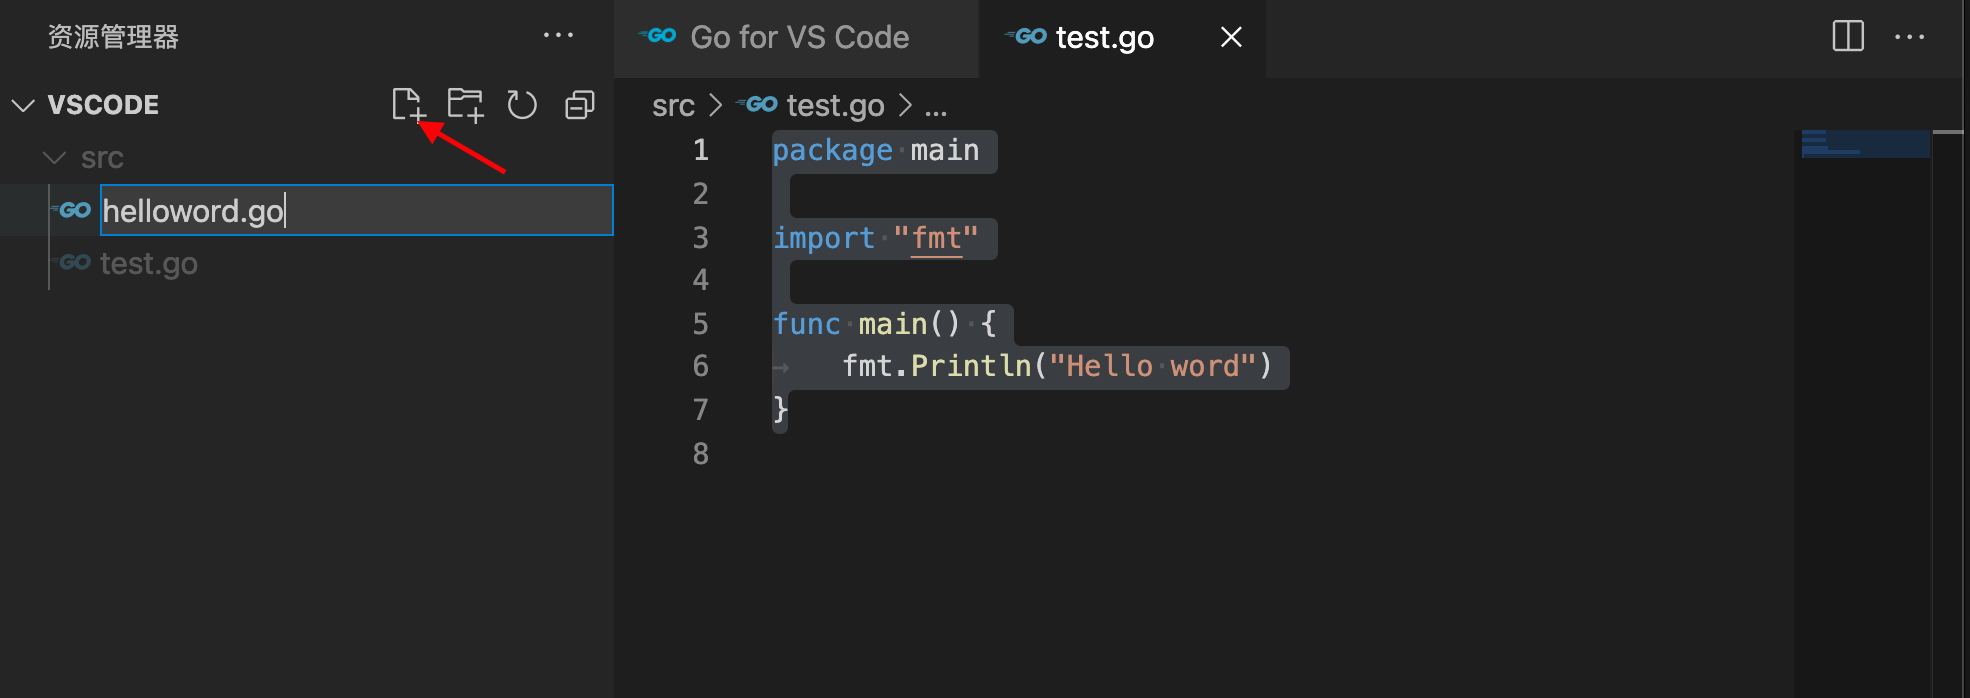 资源管理器
VSCODE
src
GO helloword.go
GO test.go
GO Go for VS Code
GO test.go
src > GO test.go > ...
1 package main
2
3 import "fmt"
4
5 func main() {
6 fmt.Println("Hello word")
7 }
8